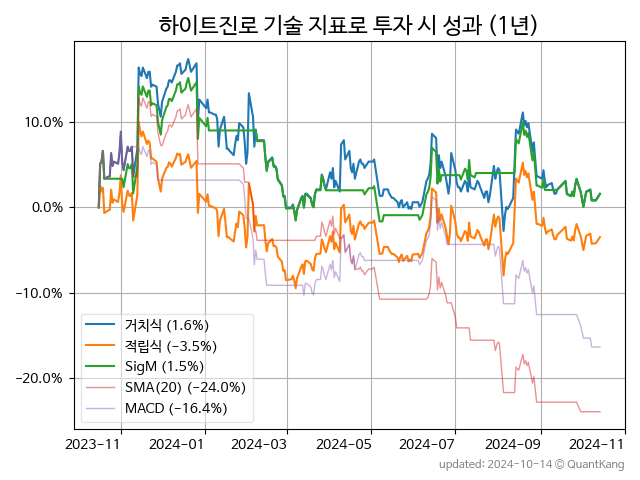 하이트진로 기술 지표로 투자 시 성과 (1년)
10.0%
0.0%
−10.0%
−20.0%
거치식 (1.6%)
적립식 (−3.5%)
SigM (1.5%)
SMA(20) (−24.0%)
MACD (−16.4%)
2023−11
2024−01
2024−03
2024−05
2024−07
2024−09
2024−11
updated: 2024-10-14 © QuantKang